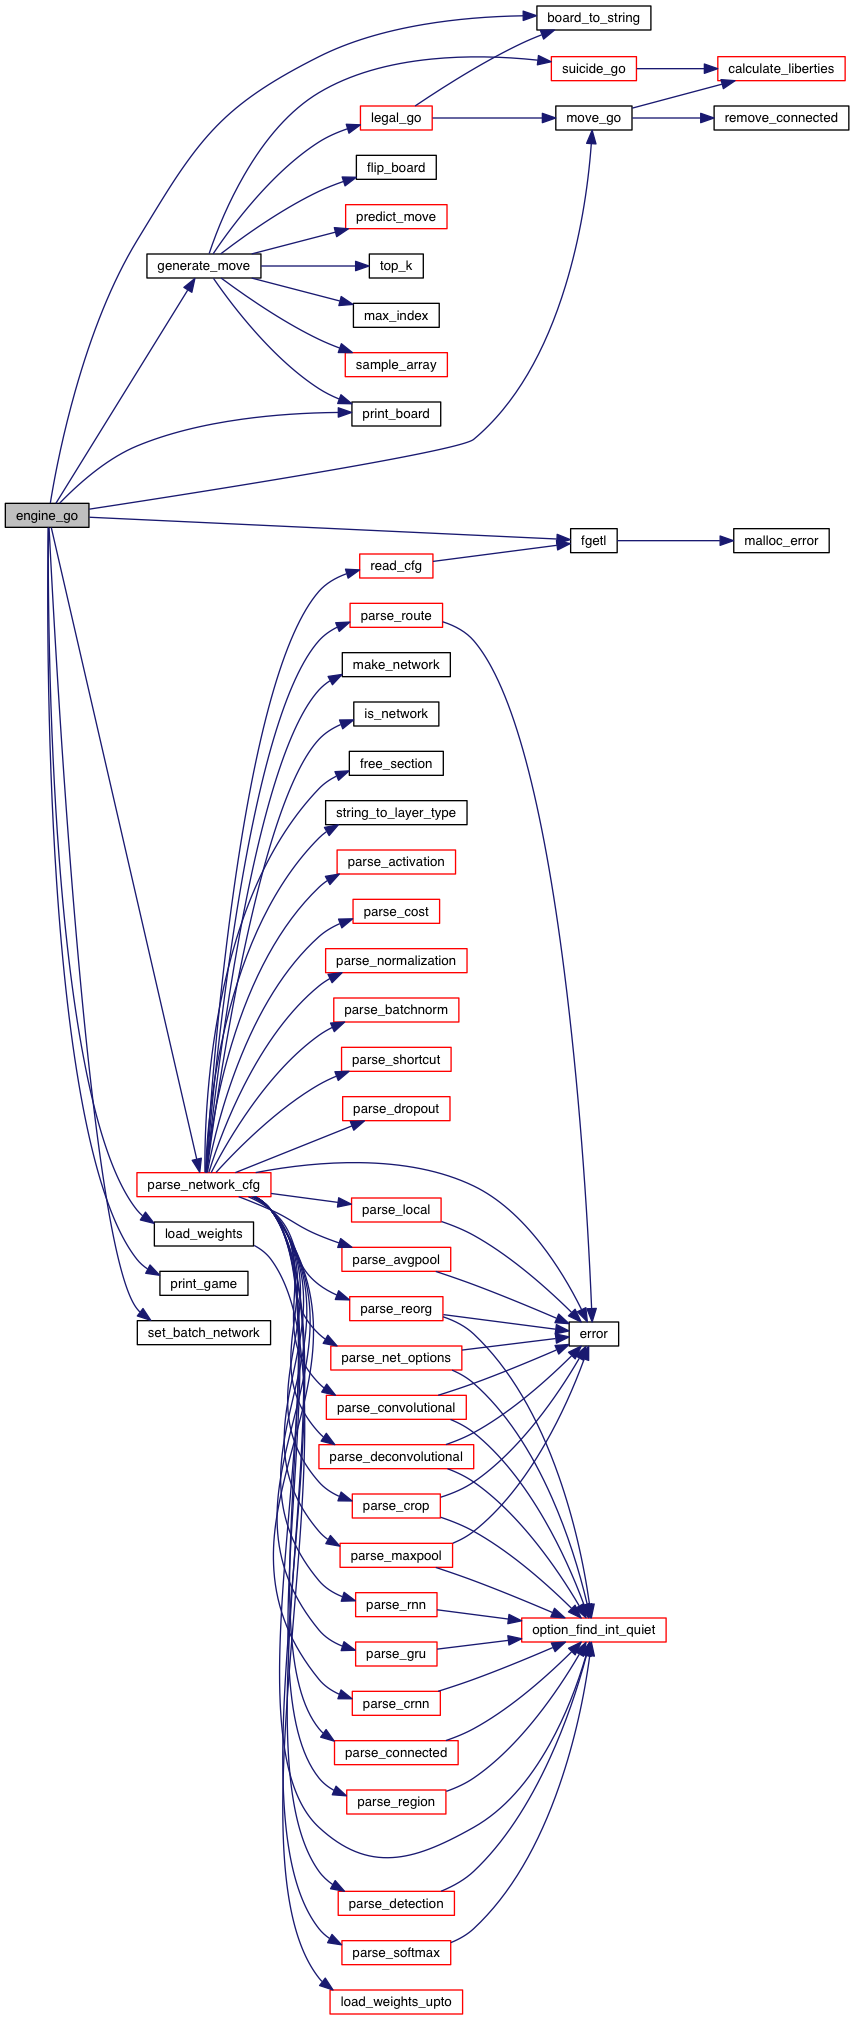 board_to_string
suicide_go
calculate_liberties
legal_go
move_go
remove_connected
flip_board
predict_move
generate_move
top_k
max_index
sample_array
print_board
engine_go
fgetl
malloc_error
read_cfg
parse_route
make_network
is_network
free_section
string_to_layer_type
parse_activation
parse_cost
parse_normalization
parse_batchnorm
parse_shortcut
parse_dropout
parse_network_cfg
parse_local
load_weights
parse_avgpool
print_game
parse_reorg
set_batch_network
error
parse_net_options
parse_convolutional
parse_deconvolutional
parse_crop
parse_maxpool
parse_rnn
option_find_int_quiet
parse_gru
parse_crnn
parse_connected
parse_region
parse_detection
parse_softmax
load_weights_upto